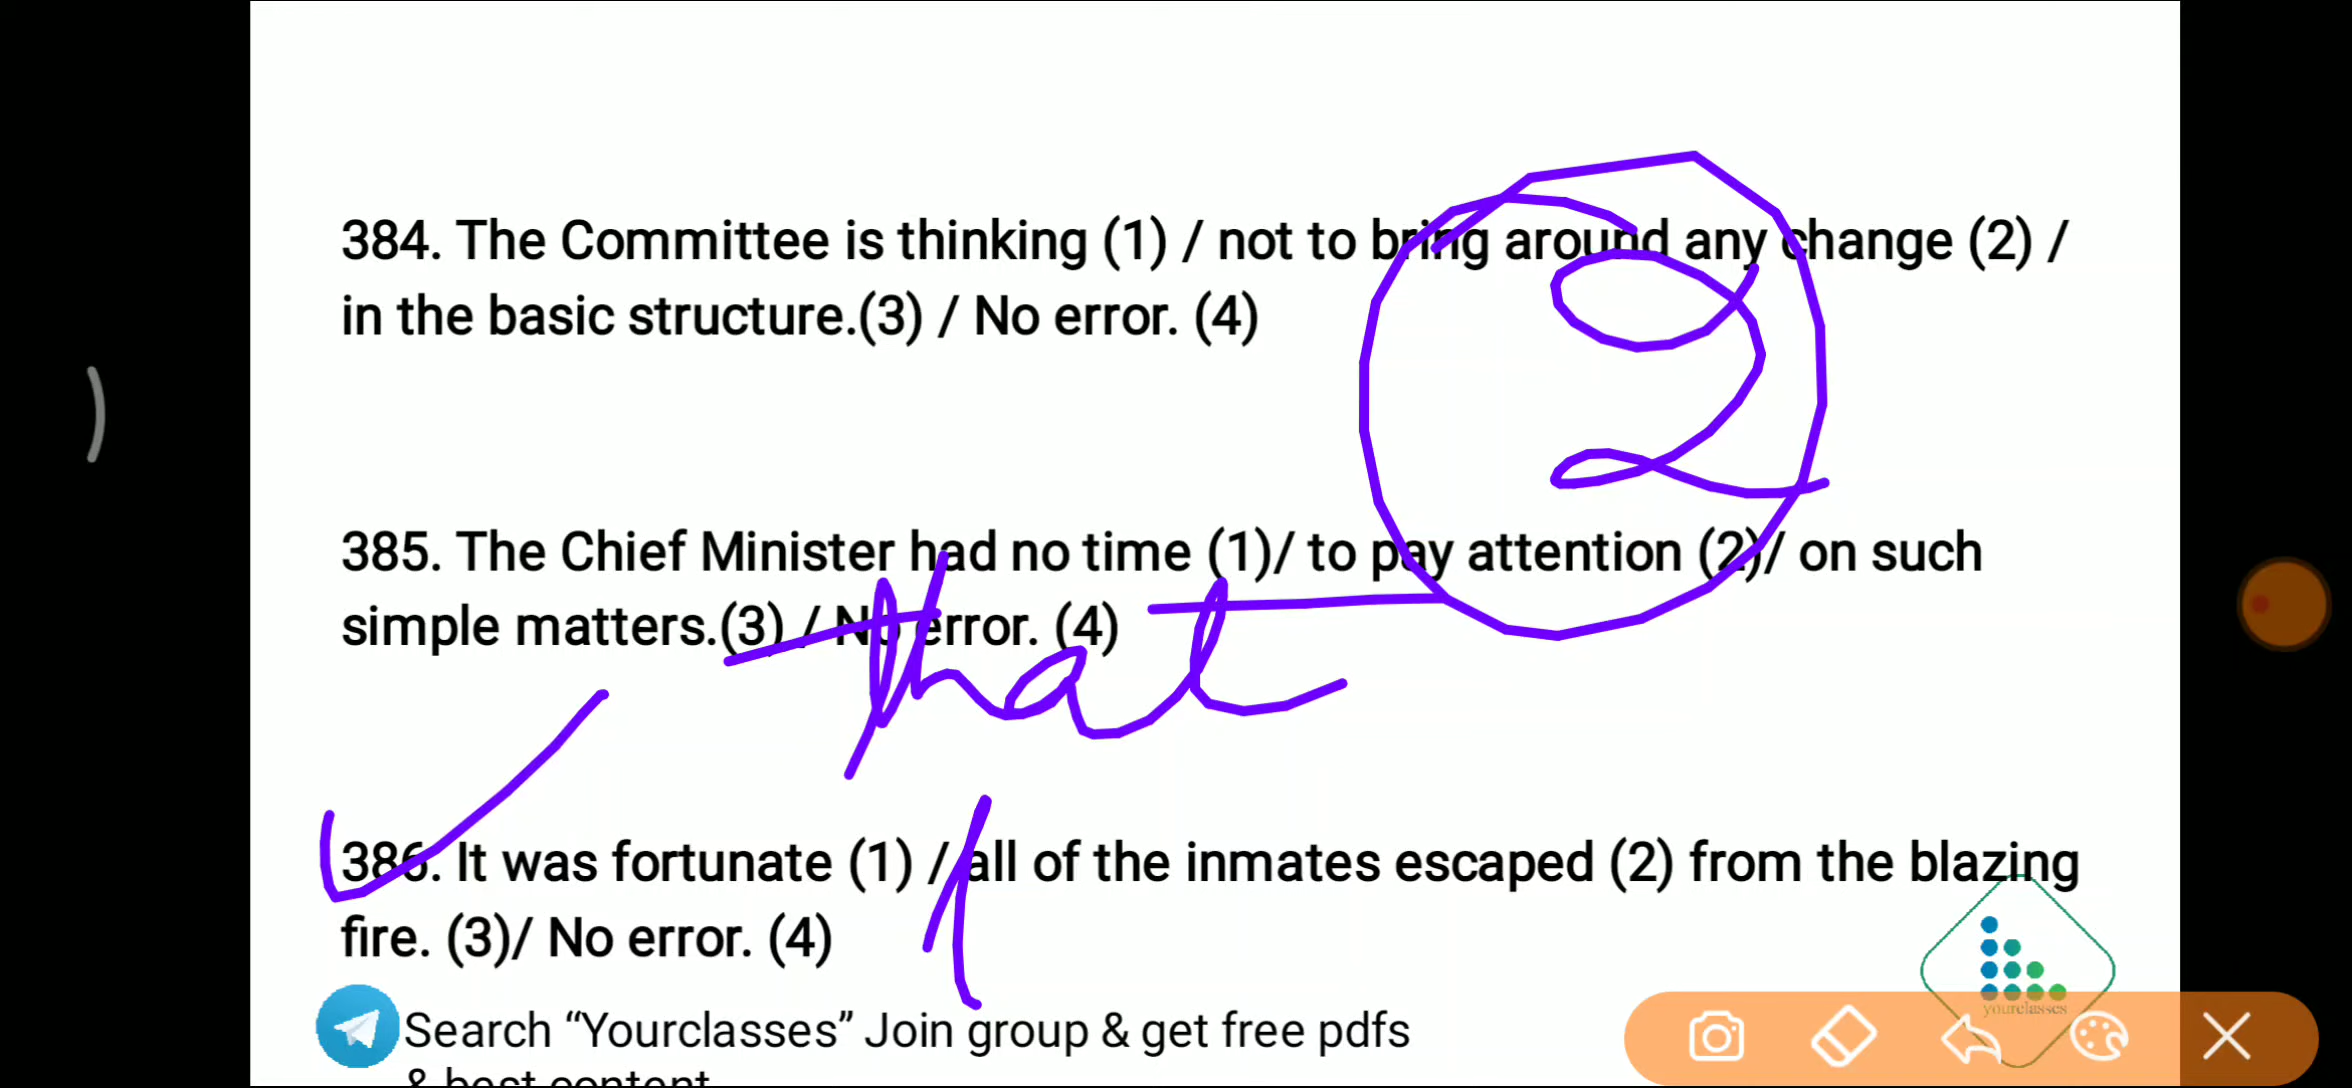 384. The Committee is thinking (1) / not to bring around any change (2) /
in the basic structure.(3) / No error. (4)
2
385. The Chief Minister had no time (1)/ to pay attention (2)/ on such
simple matters.(3) / No error. (4)
that
386. It was fortunate (1) / all of the inmates escaped (2) from the blazing
fire. (3)/ No error. (4)
yourclasses
Search “Yourclasses” Join group & get free pdfs
& best content